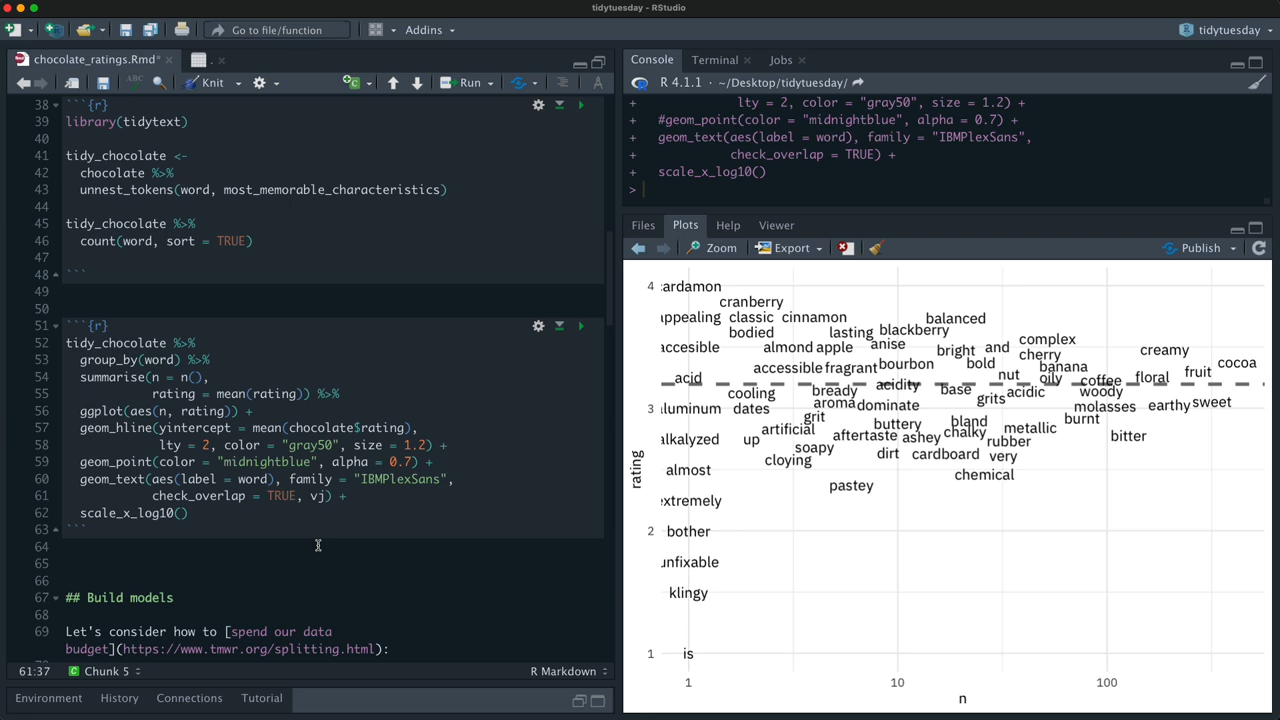 tidytuesday - RStudio
Go to file/function
Addins
tidytuesday
chocolate_ratings.Rmd*
.
ABC
Knit
Run
38 ```{r}
39 library(tidytext)
40
41 tidy_chocolate <-
42 chocolate %>%
43 unnest_tokens(word, most_memorable_characteristics)
44
45 tidy_chocolate %>%
46 count(word, sort = TRUE)
47
48 ```
49
50
51 ```{r}
52 tidy_chocolate %>%
53 group_by(word) %>%
54 summarise(n = n(),
55 rating = mean(rating)) %>%
56 ggplot(aes(n, rating)) +
57 geom_hline(yintercept = mean(chocolate$rating),
58 lty = 2, color = "gray50", size = 1.2) +
59 geom_point(color = "midnightblue", alpha = 0.7) +
60 geom_text(aes(label = word), family = "IBMPlexSans",
61 check_overlap = TRUE, vj) +
62 scale_x_log10()
63 ```
64
65
66
67 ## Build models
68
69 Let's consider how to [spend our data
budget](https://www.tmwr.org/splitting.html):
61:37
Chunk 5
R Markdown
Environment
History
Connections
Tutorial
Console
Terminal
Jobs
R 4.1.1 · ~/Desktop/tidytuesday/
+ lty = 2, color = "gray50", size = 1.2) +
+ #geom_point(color = "midnightblue", alpha = 0.7) +
+ geom_text(aes(label = word), family = "IBMPlexSans",
+ check_overlap = TRUE) +
+ scale_x_log10()
>
Files
Plots
Help
Viewer
Zoom
Export
Publish
4
3
2
1
rating
cardamon
cranberry
appealing
classic
cinnamon
balanced
bodied
lasting
blackberry
complex
accesible
almond
apple
anise
bright
and
cherry
creamy
accessible
fragrant
bourbon
bold
banana
cocoa
acid
nut
oily
coffee
floral
fruit
cooling
bready
acidity
base
grits
acidic
woody
aluminum
dates
aroma
dominate
molasses
earthy
sweet
grit
buttery
bland
burnt
alkalyzed
up
artificial
aftertaste
ashey
chalky
metallic
bitter
soapy
rubber
almost
cloying
dirt
cardboard
very
pastey
chemical
extremely
bother
unfixable
klingy
is
1
10
100
n